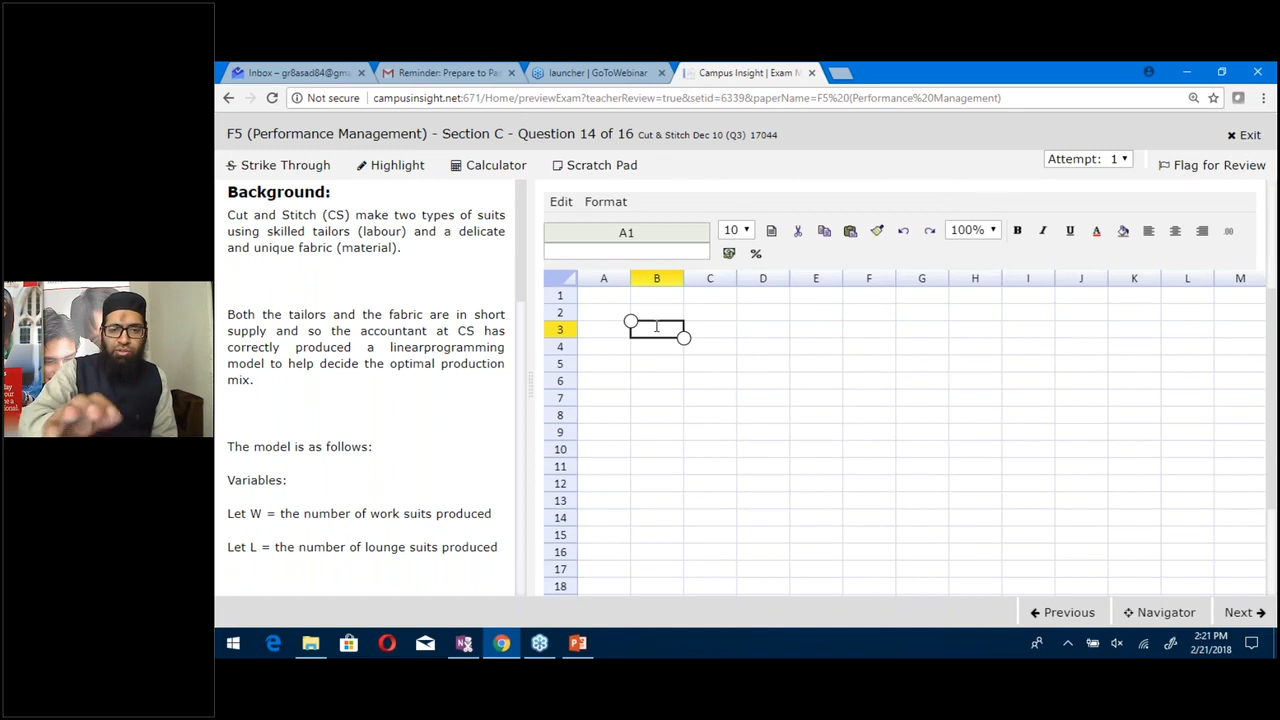 Inbox – gr8asad84@gm
Reminder: Prepare to Pa
launcher | GoToWebinar
Campus Insight | Exam M
Not secure
campusinsight.net:671/Home/previewExam?teacherReview=true&setid=6339&paperName=F5%20(Performance%20Management)
F5 (Performance Management) - Section C - Question 14 of 16 Cut & Stitch Dec 10 (Q3) 17044
Exit
Strike Through
Highlight
Calculator
Scratch Pad
Attempt: 1
Flag for Review
Background:
Cut and Stitch (CS) make two types of suits
using skilled tailors (labour) and a delicate
and unique fabric (material).
Both the tailors and the fabric are in short
supply and so the accountant at CS has
correctly produced a linearprogramming
model to help decide the optimal production
mix.
The model is as follows:
Variables:
Let W = the number of work suits produced
Let L = the number of lounge suits produced
Edit Format
A1
10
100%
B I U A
.00
%
A B C D E F G H I J K L M
1
2
3
4
5
6
7
8
9
10
11
12
13
14
15
16
17
18
Previous
Navigator
Next
2:21 PM
2/21/2018